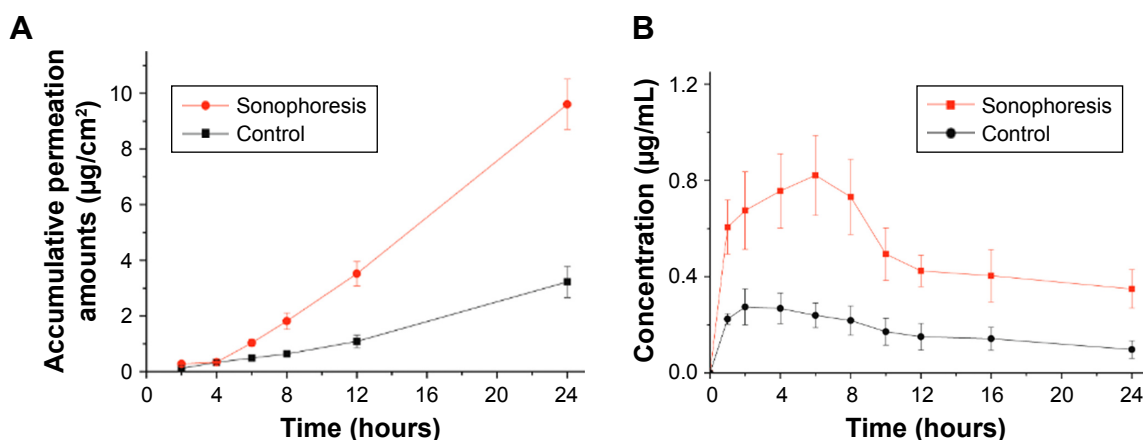 A
Accumulative permeation
amounts (µg/cm²)
10
8
6
4
2
0
Sonophoresis
Control
0 4 8 12 16 20 24
Time (hours)
B
Concentration (µg/mL)
1.2
0.8
0.4
0.0
Sonophoresis
Control
0 4 8 12 16 20 24
Time (hours)